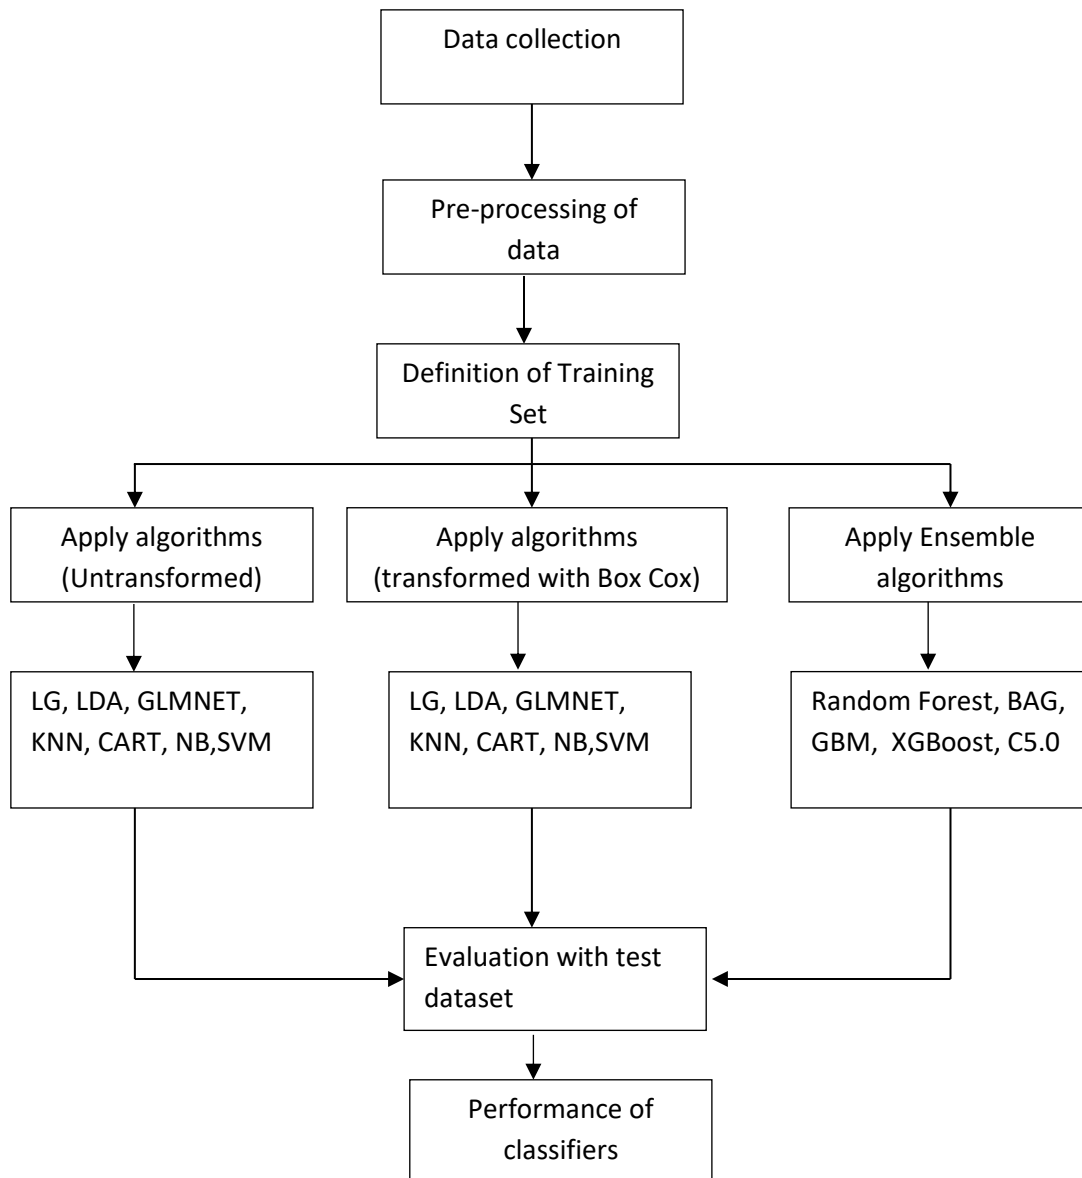 Data collection
Pre-processing of
data
Definition of Training
Set
Apply algorithms
(Untransformed)
Apply algorithms
(transformed with Box Cox)
Apply Ensemble
algorithms
LG, LDA, GLMNET,
KNN, CART, NB,SVM
LG, LDA, GLMNET,
KNN, CART, NB,SVM
Random Forest, BAG,
GBM,  XGBoost, C5.0
Evaluation with test
dataset
Performance of
classifiers